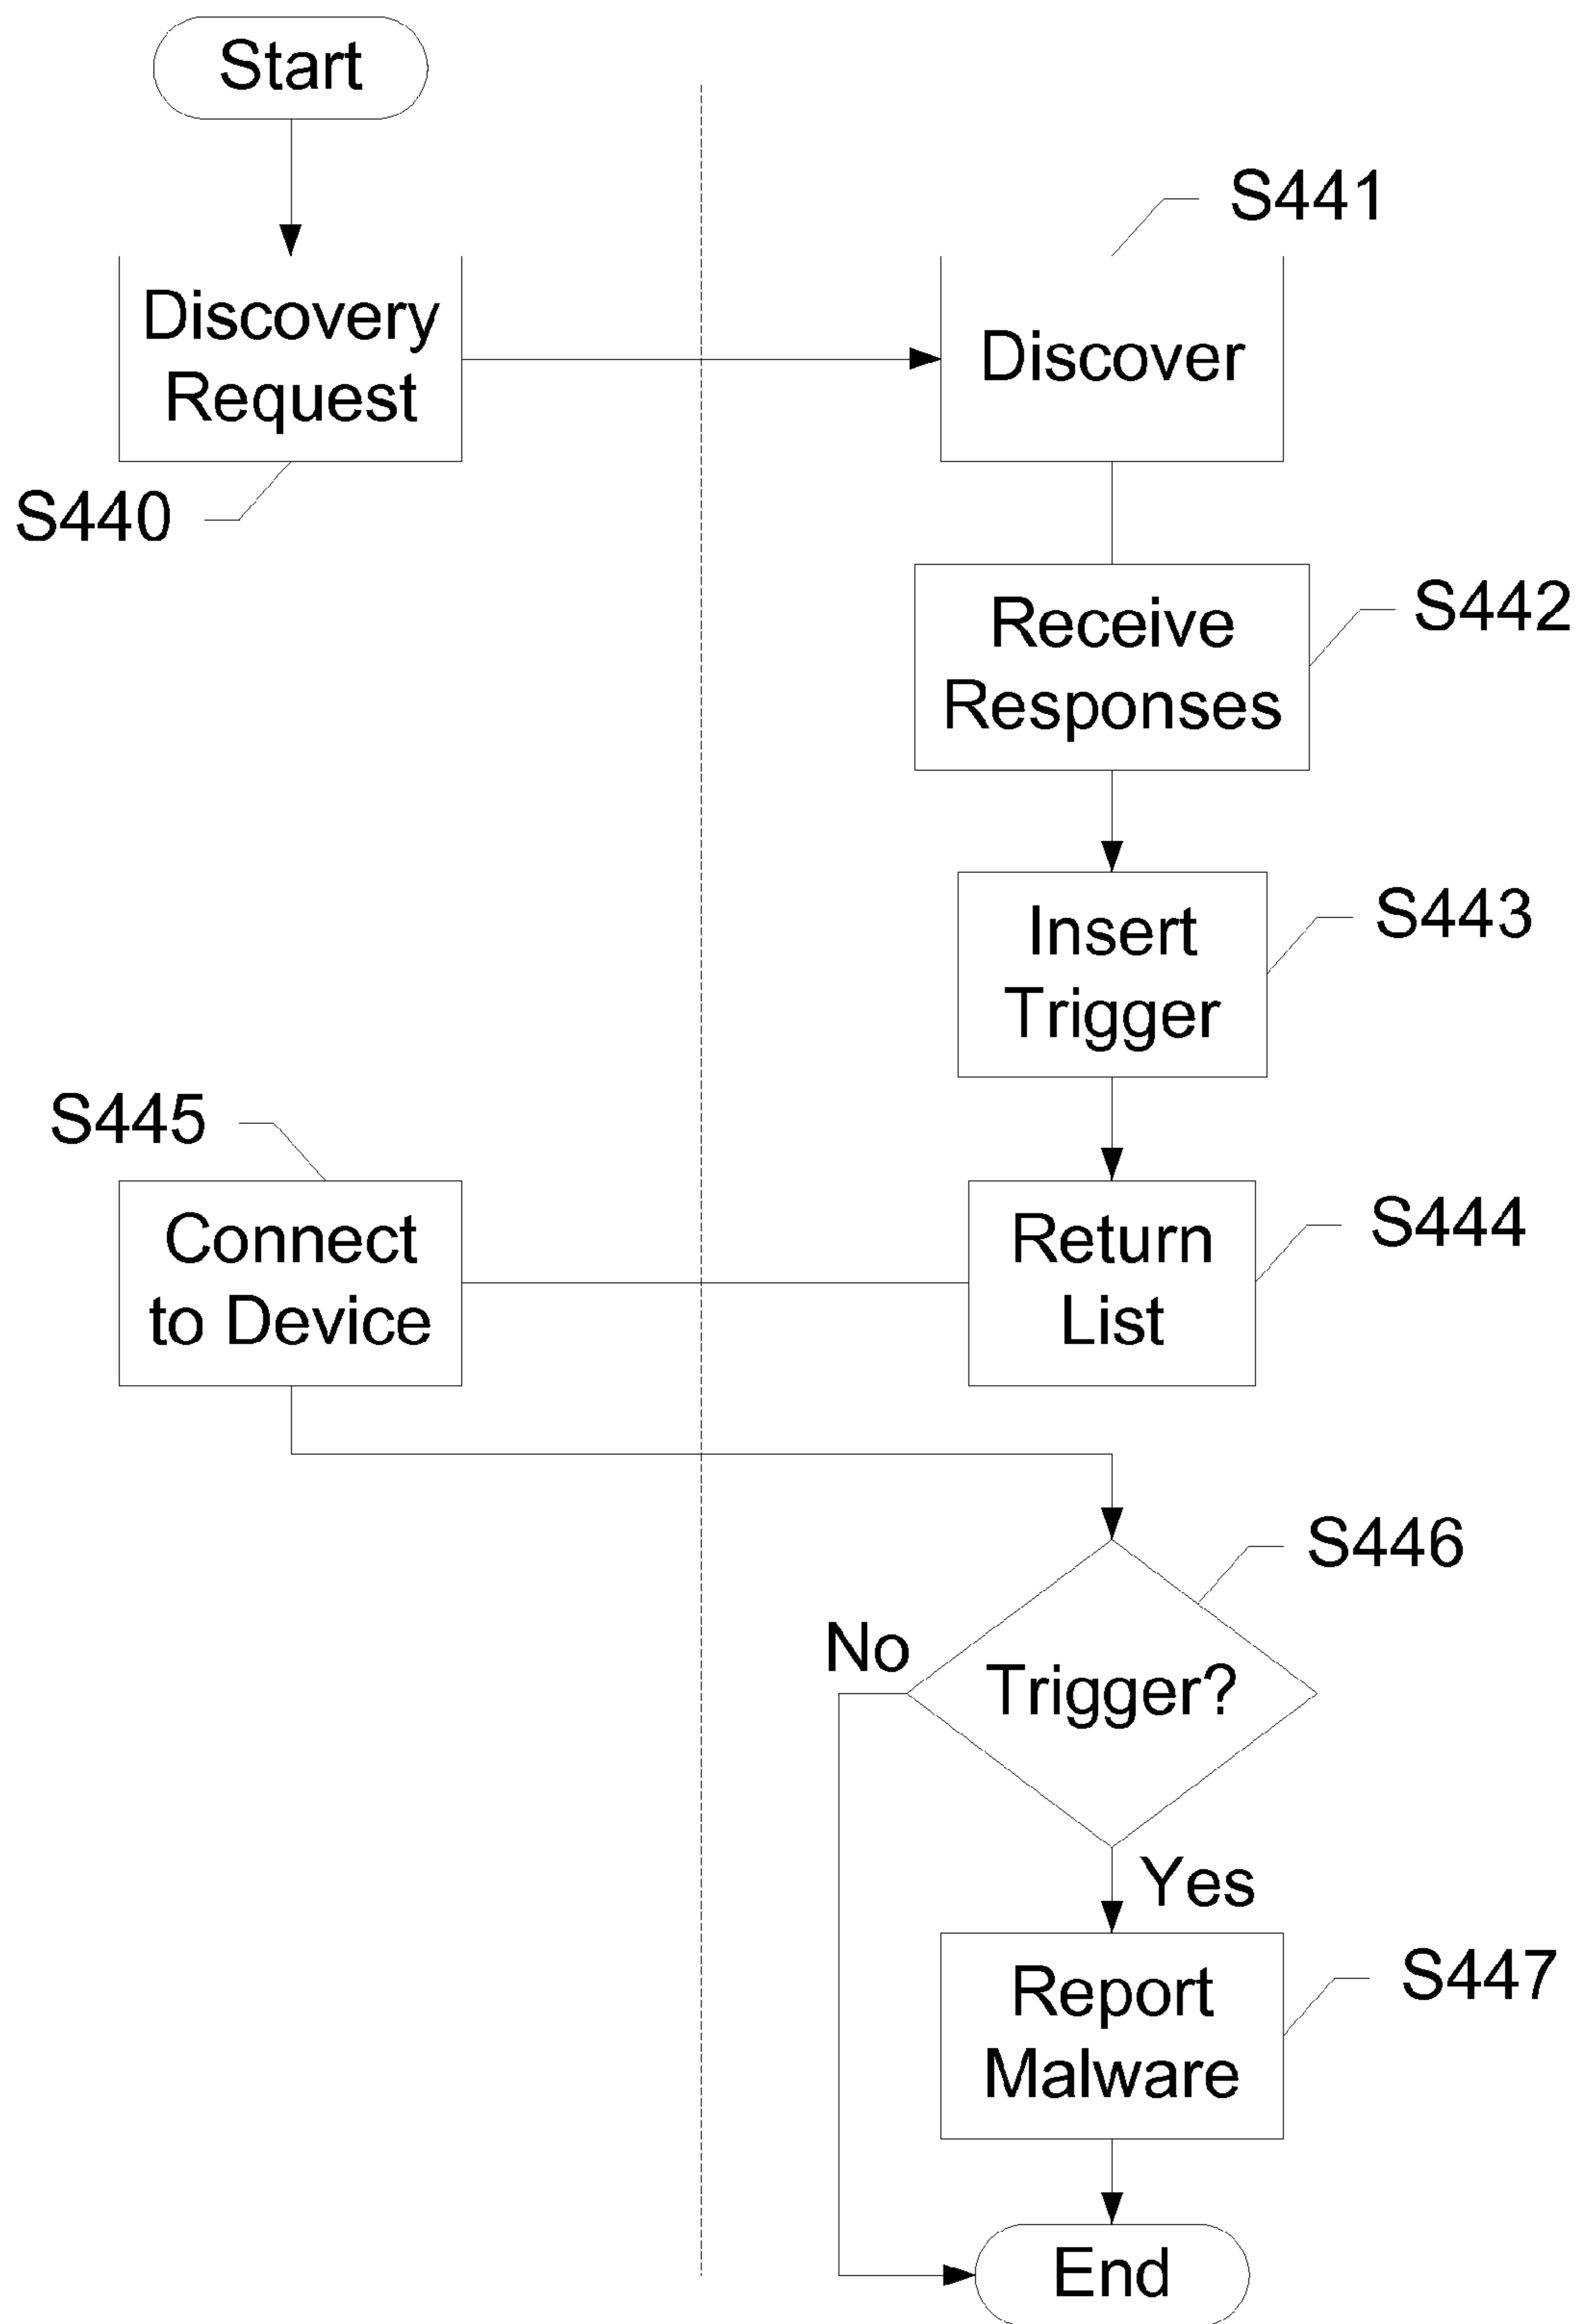 Start
S441
Discovery
Request
Discover
S440
S442
Receive
Responses
S443
Insert
Trigger
S445
Connect
to Device
S444
Return
List
S446
No
Trigger?
Yes
S447
Report
Malware
End